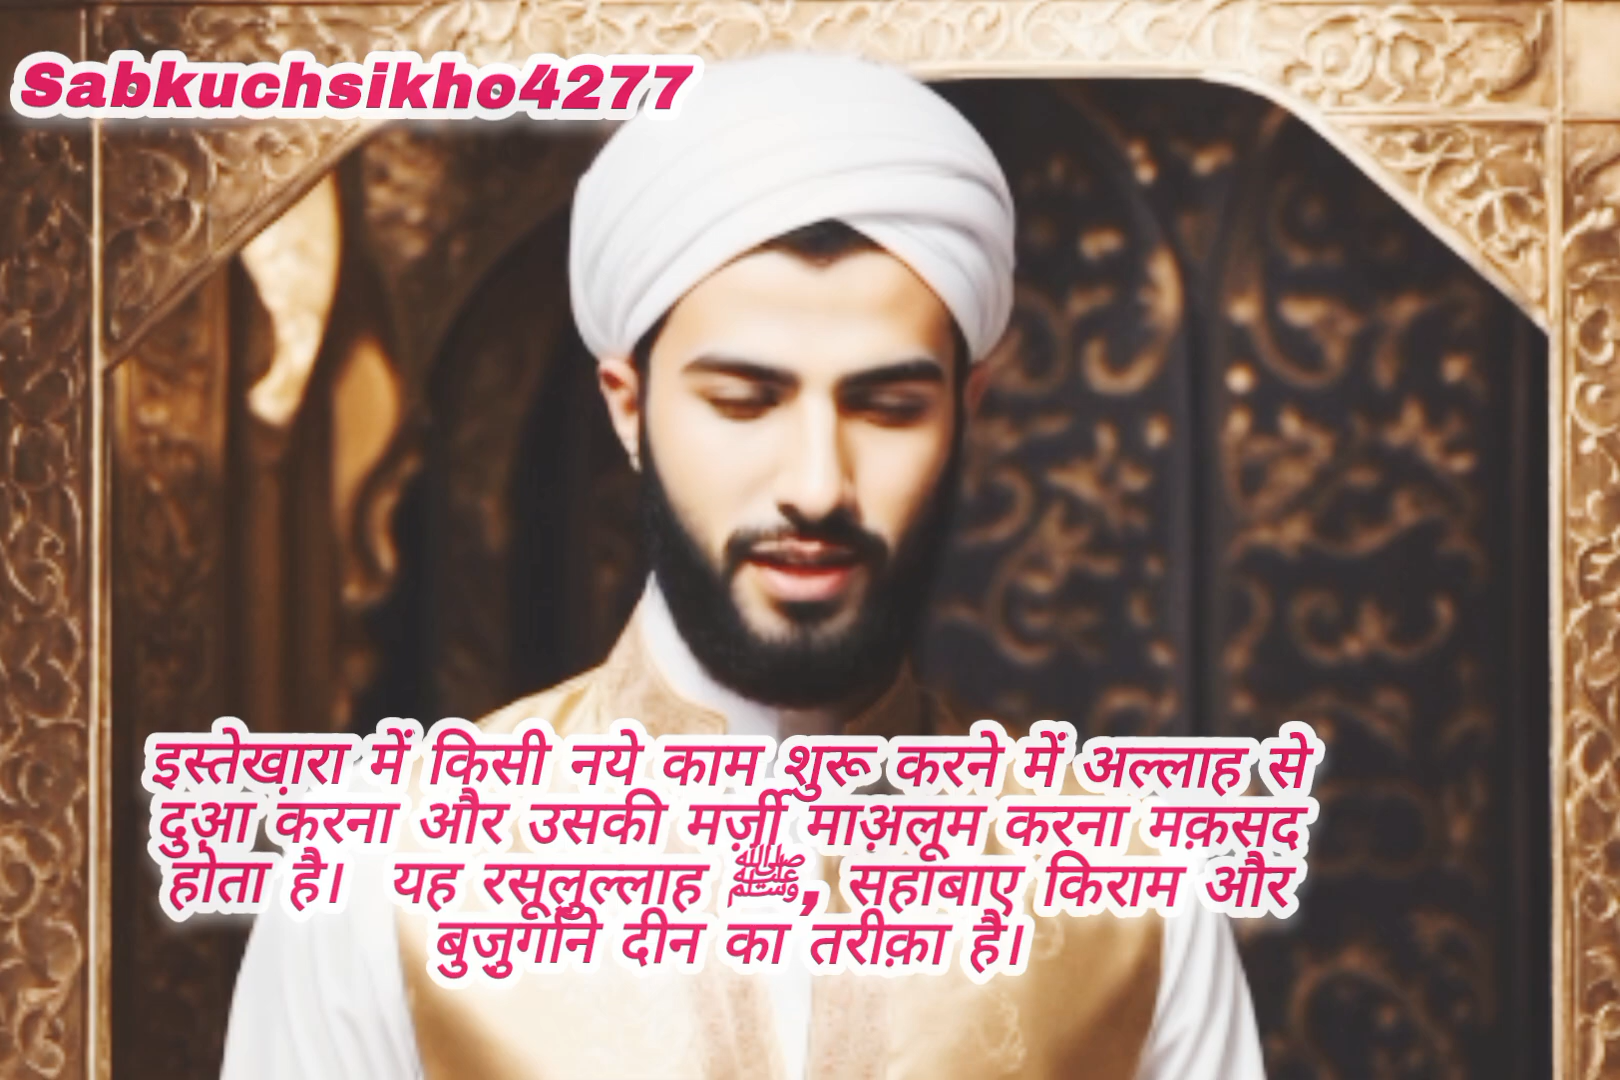 Sabkuchsikho4277
इस्तेख़ारा में किसी नये काम शुरू करने में अल्लाह से
दुआ करना और उसकी मर्ज़ी माअ़लूम करना मक़सद
होता है।  यह रसूलुल्लाह ﷺ, सहाबाए किराम और
बुज़ुर्गाने दीन का तरीक़ा है।